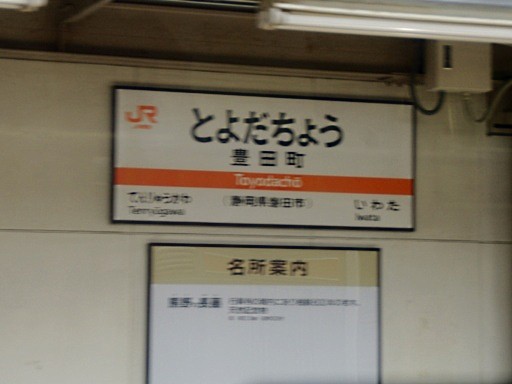 JR
とよだちょう
豊田町
Toyodachō
てんりゅうがわ
Tenryūgawa
（静岡県磐田市）
いわた
Iwata
名所案内